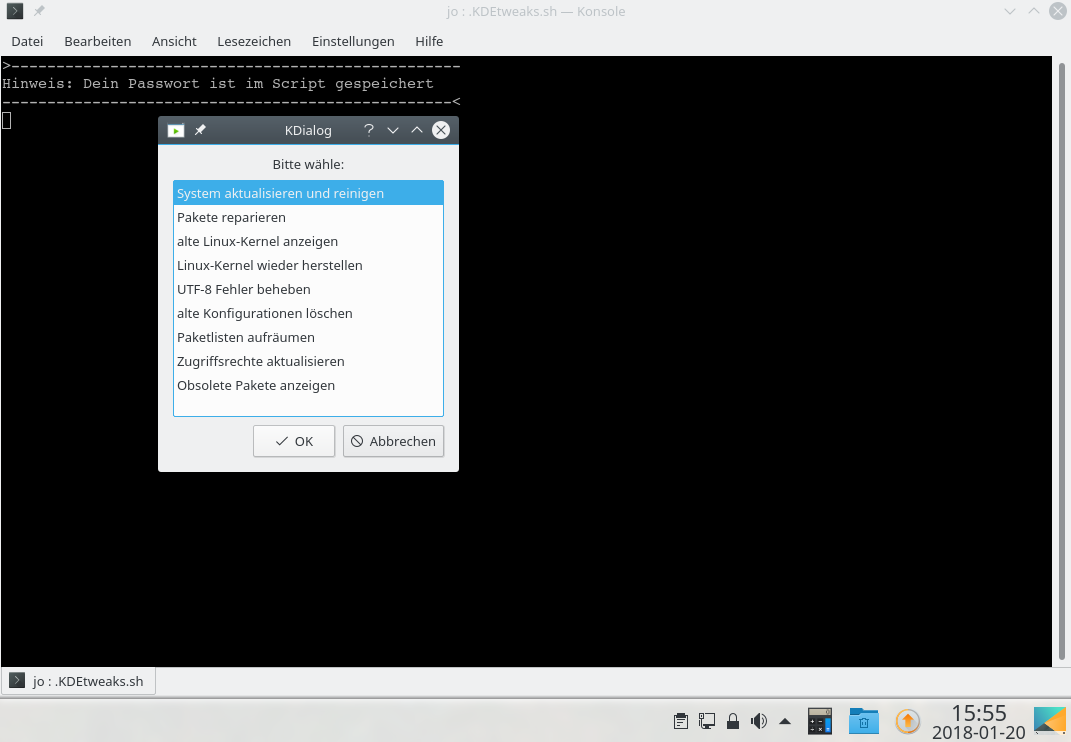 jo : .KDEtweaks.sh — Konsole
Datei Bearbeiten Ansicht Lesezeichen Einstellungen Hilfe
>--------------------------------------------------
Hinweis: Dein Passwort ist im Script gespeichert
--------------------------------------------------<
KDialog
Bitte wähle:
System aktualisieren und reinigen
Pakete reparieren
alte Linux-Kernel anzeigen
Linux-Kernel wieder herstellen
UTF-8 Fehler beheben
alte Konfigurationen löschen
Paketlisten aufräumen
Zugriffsrechte aktualisieren
Obsolete Pakete anzeigen
OK Abbrechen
jo : .KDEtweaks.sh
15:55
2018-01-20